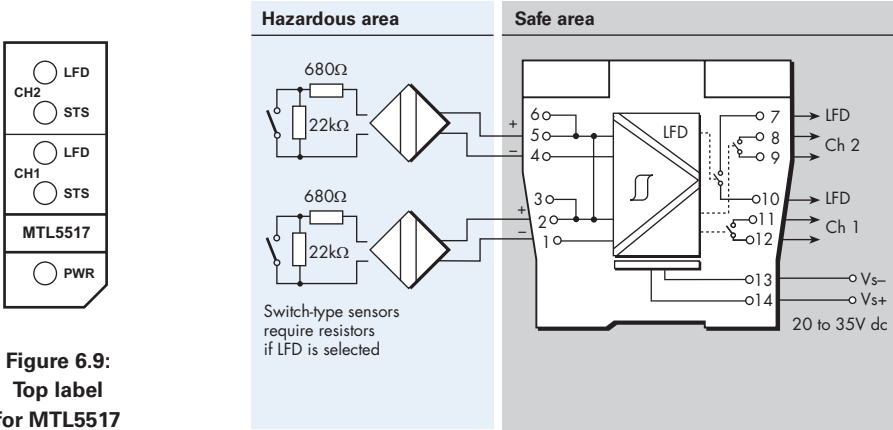 LFD
CH2
STS
LFD
CH1
STS
MTL5517
PWR
Figure 6.9:
Top label
for MTL5517
Hazardous area
Safe area
680Ω
22kΩ
+
–
680Ω
22kΩ
+
–
Switch-type sensors
require resistors
if LFD is selected
6
5
4
3
2
1
LFD
7
8
9
10
11
12
13
14
LFD
Ch 2
LFD
Ch 1
Vs–
Vs+
20 to 35V dc